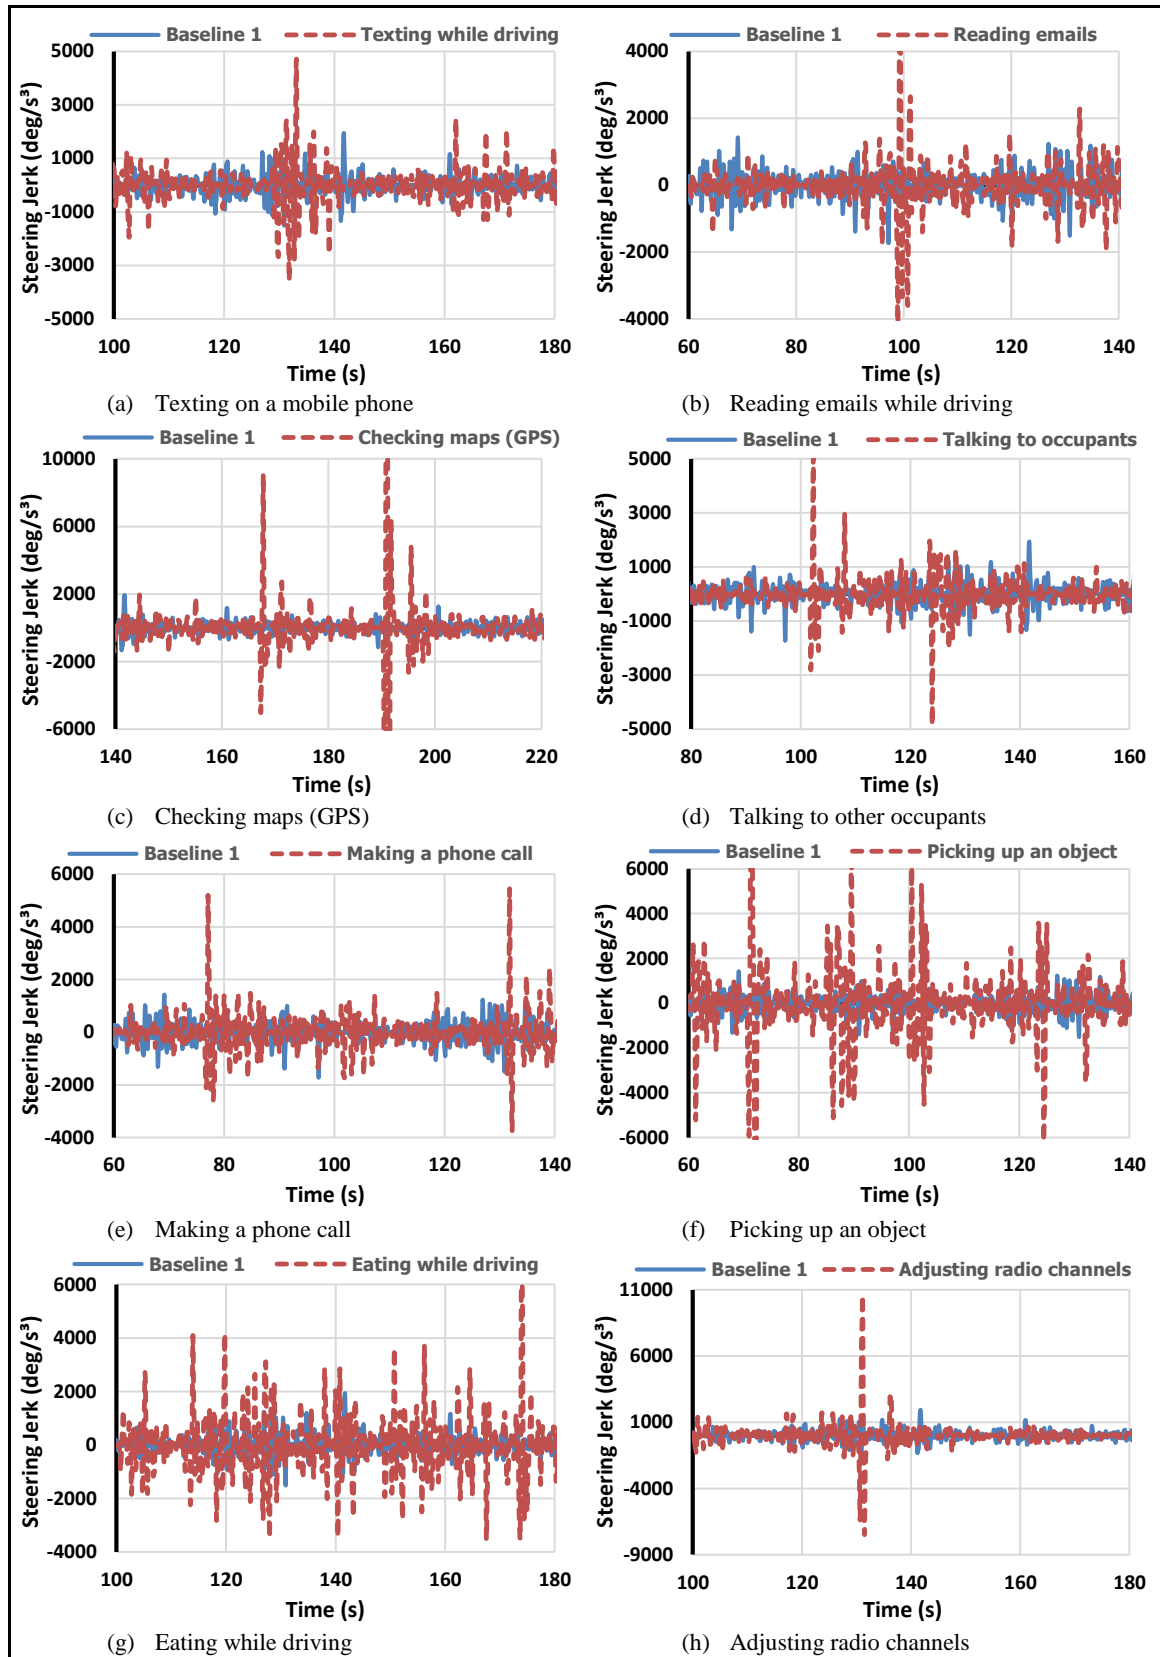 Baseline 1 Texting while driving
Steering Jerk (deg/s³)
5000
3000
1000
-1000
-3000
-5000
100 120 140 160 180
Time (s)
(a) Texting on a mobile phone
Baseline 1 Reading emails
Steering Jerk (deg/s³)
4000
2000
0
-2000
-4000
60 80 100 120 140
Time (s)
(b) Reading emails while driving
Baseline 1 Checking maps (GPS)
Steering Jerk (deg/s³)
10000
6000
2000
-2000
-6000
140 160 180 200 220
Time (s)
(c) Checking maps (GPS)
Baseline 1 Talking to occupants
Steering Jerk (deg/s³)
5000
3000
1000
-1000
-3000
-5000
80 100 120 140 160
Time (s)
(d) Talking to other occupants
Baseline 1 Making a phone call
Steering Jerk (deg/s³)
6000
4000
2000
0
-2000
-4000
60 80 100 120 140
Time (s)
(e) Making a phone call
Baseline 1 Picking up an object
Steering Jerk (deg/s³)
6000
4000
2000
0
-2000
-4000
-6000
60 80 100 120 140
Time (s)
(f) Picking up an object
Baseline 1 Eating while driving
Steering Jerk (deg/s³)
6000
4000
2000
0
-2000
-4000
100 120 140 160 180
Time (s)
(g) Eating while driving
Baseline 1 Adjusting radio channels
Steering Jerk (deg/s³)
11000
6000
1000
-4000
-9000
100 120 140 160 180
Time (s)
(h) Adjusting radio channels